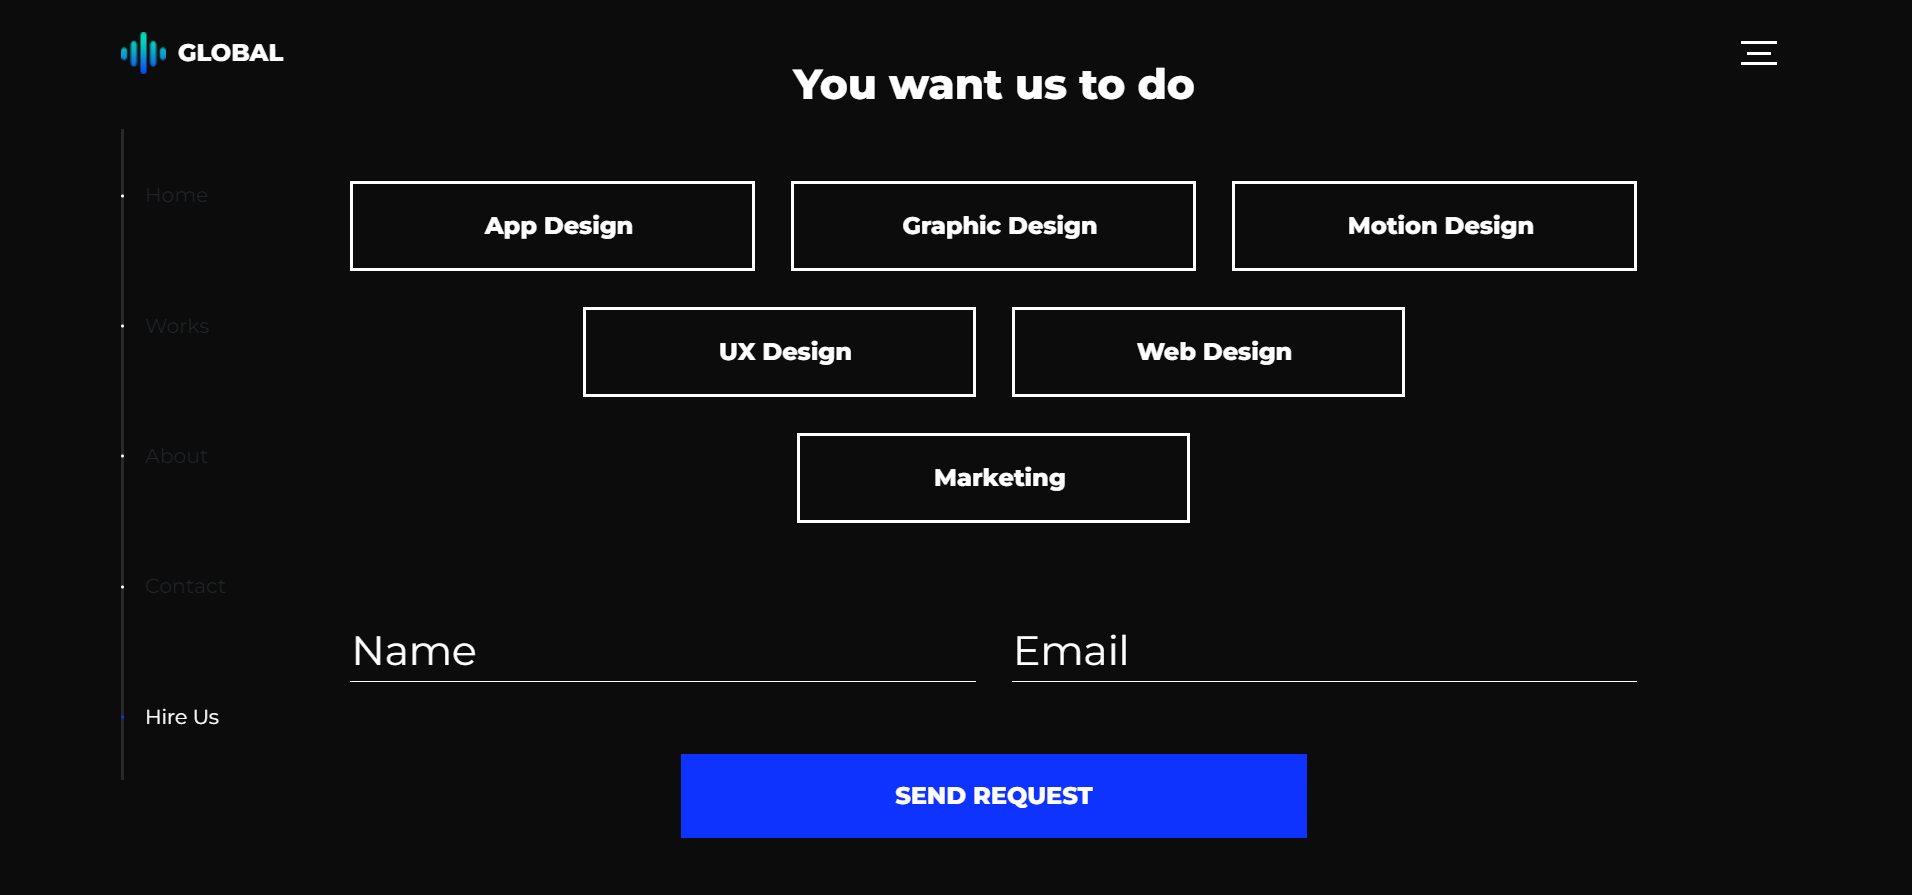 GLOBAL
You want us to do
Home
Works
About
Contact
Hire Us
App Design
Graphic Design
Motion Design
UX Design
Web Design
Marketing
Name
Email
SEND REQUEST